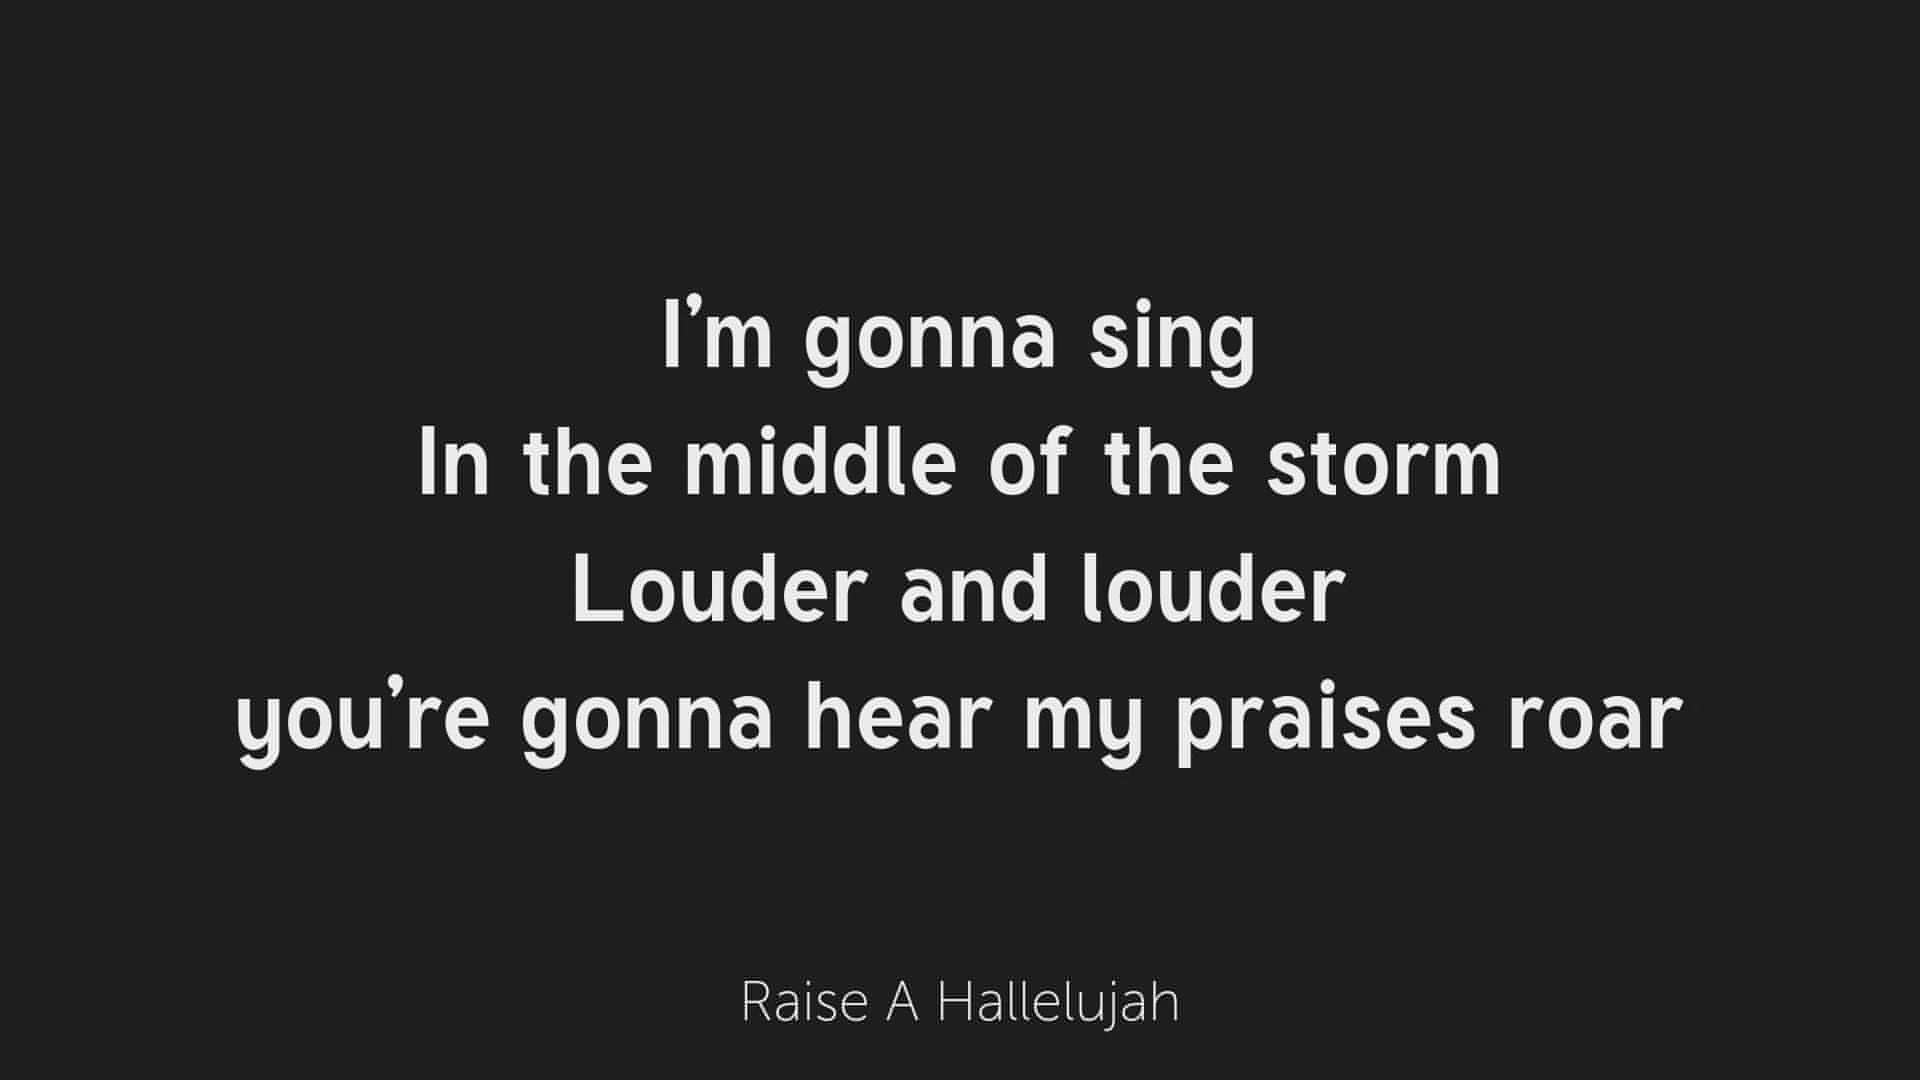 I’m gonna sing
In the middle of the storm
Louder and louder
you’re gonna hear my praises roar
Raise A Hallelujah